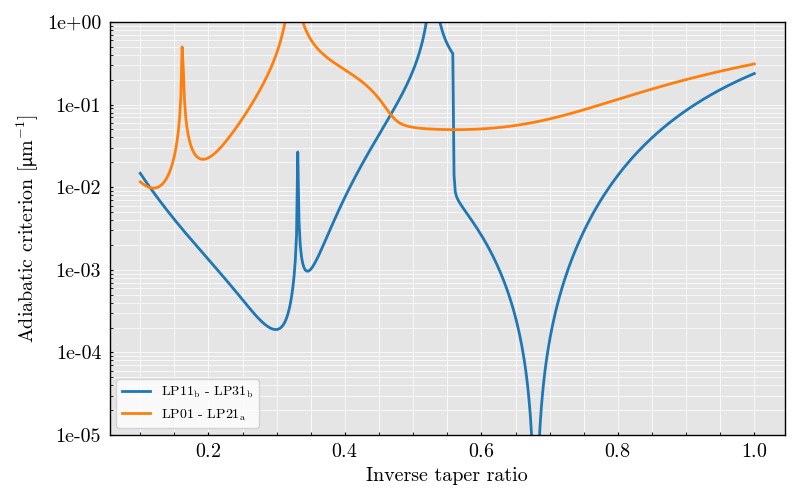 1e+00
1e-01
1e-02
1e-03
1e-04
1e-05
Adiabatic criterion [µm⁻¹]
LP11b - LP31b
LP01 - LP21a
0.2 0.4 0.6 0.8 1.0
Inverse taper ratio